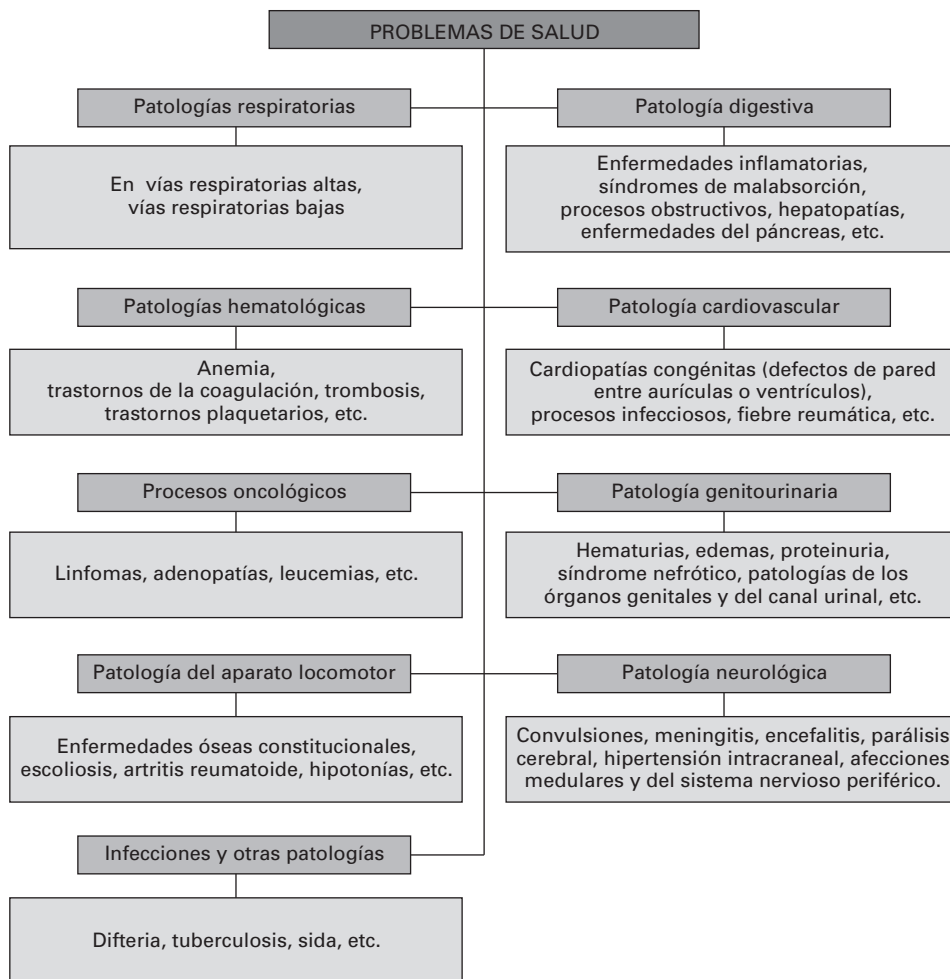 PROBLEMAS DE SALUD
Patologías respiratorias
En vías respiratorias altas,
vías respiratorias bajas
Patología digestiva
Enfermedades inflamatorias,
síndromes de malabsorción,
procesos obstructivos, hepatopatías,
enfermedades del páncreas, etc.
Patologías hematológicas
Anemia,
trastornos de la coagulación, trombosis,
trastornos plaquetarios, etc.
Patología cardiovascular
Cardiopatías congénitas (defectos de pared
entre aurículas o ventrículos),
procesos infecciosos, fiebre reumática, etc.
Procesos oncológicos
Linfomas, adenopatías, leucemias, etc.
Patología genitourinaria
Hematurias, edemas, proteinuria,
síndrome nefrótico, patologías de los
órganos genitales y del canal urinal, etc.
Patología del aparato locomotor
Enfermedades óseas constitucionales,
escoliosis, artritis reumatoide, hipotonías, etc.
Patología neurológica
Convulsiones, meningitis, encefalitis, parálisis
cerebral, hipertensión intracraneal, afecciones
medulares y del sistema nervioso periférico.
Infecciones y otras patologías
Difteria, tuberculosis, sida, etc.